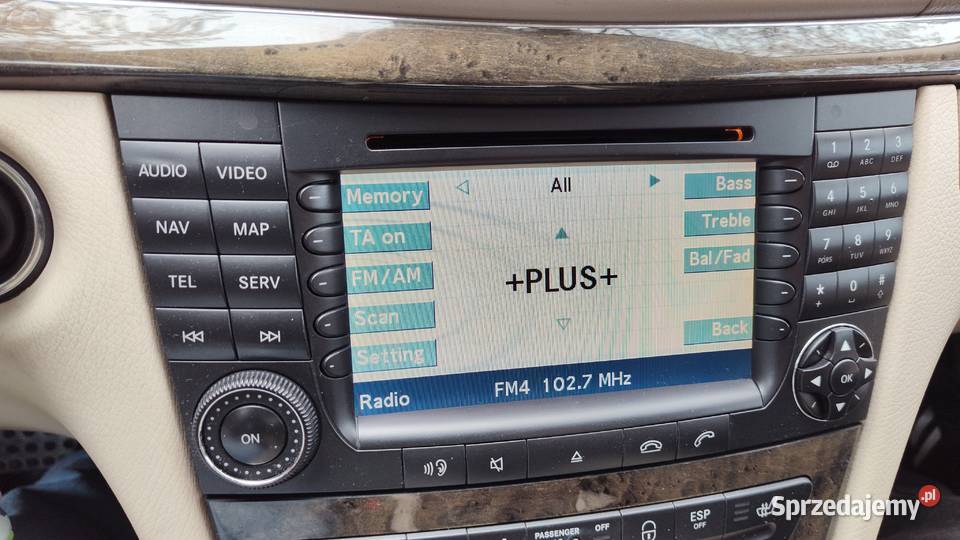 AUDIO VIDEO
NAV MAP
TEL SERV
ON
Memory All Bass
TA on Treble
FM/AM Bal/Fad
+PLUS+
Scan
Setting Back
Radio FM4 102.7 MHz
1 2 ABC 3 DEF
4 GHI 5 JKL 6 MNO
7 PQRS 8 TUV 9 WXYZ
* + 0 #
OK
PASSENGER OFF
ESP OFF
Sprzedajemy.pl